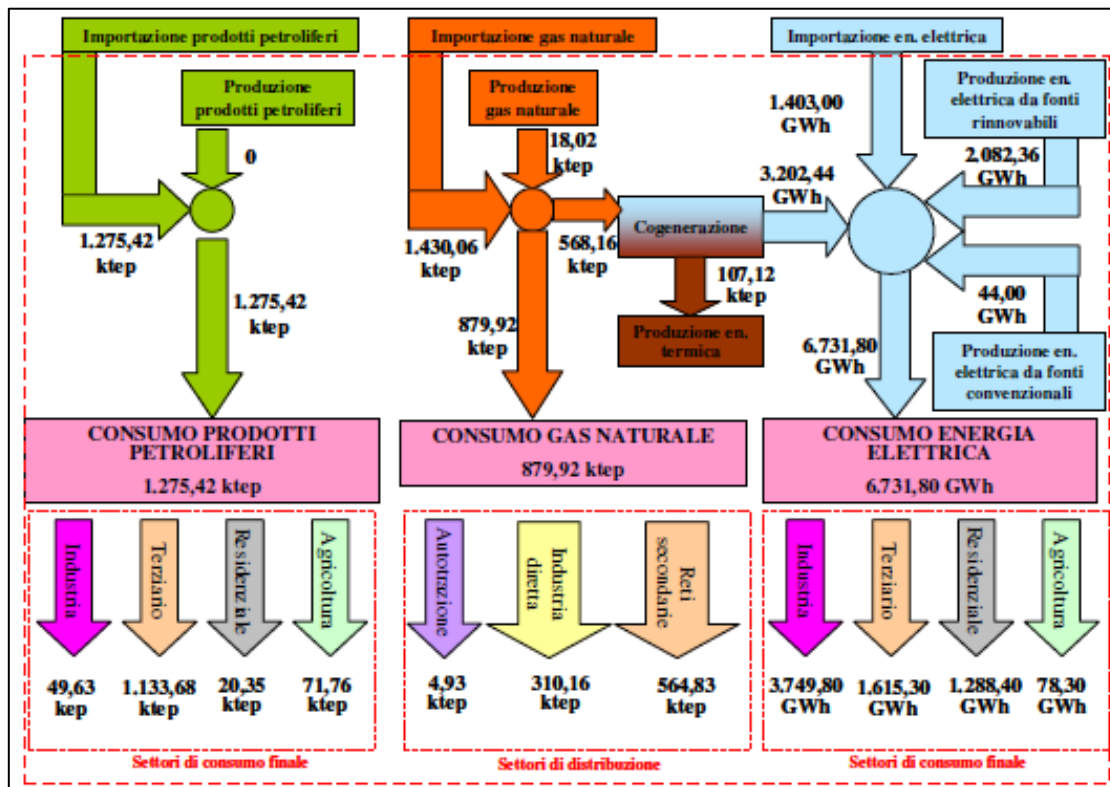 Importazione prodotti petroliferi
Importazione gas naturale
Importazione en. elettrica
Produzione
prodotti petroliferi
Produzione
gas naturale
Produzione en.
elettrica da fonti
rinnovabili
1.403,00
GWh
0
18,02
ktep
2.082,36
GWh
3.202,44
GWh
Cogenerazione
1.275,42
ktep
1.430,06
ktep
568,16
ktep
107,12
ktep
44,00
GWh
1.275,42
ktep
879,92
ktep
Produzione en.
termica
6.731,80
GWh
Produzione en.
elettrica da fonti
convenzionali
CONSUMO PRODOTTI
PETROLIFERI
1.275,42 ktep
CONSUMO GAS NATURALE
879,92 ktep
CONSUMO ENERGIA
ELETTRICA
6.731,80 GWh
Industria
Terziario
Residenziale
Agricoltura
Autotrazione
Industria
diretta
Reti
secondarie
Industria
Terziario
Residenziale
Agricoltura
49,63
kep
1.133,68
ktep
20,35
ktep
71,76
ktep
4,93
ktep
310,16
ktep
564,83
ktep
3.749,80
GWh
1.615,30
GWh
1.288,40
GWh
78,30
GWh
Settori di consumo finale
Settori di distribuzione
Settori di consumo finale